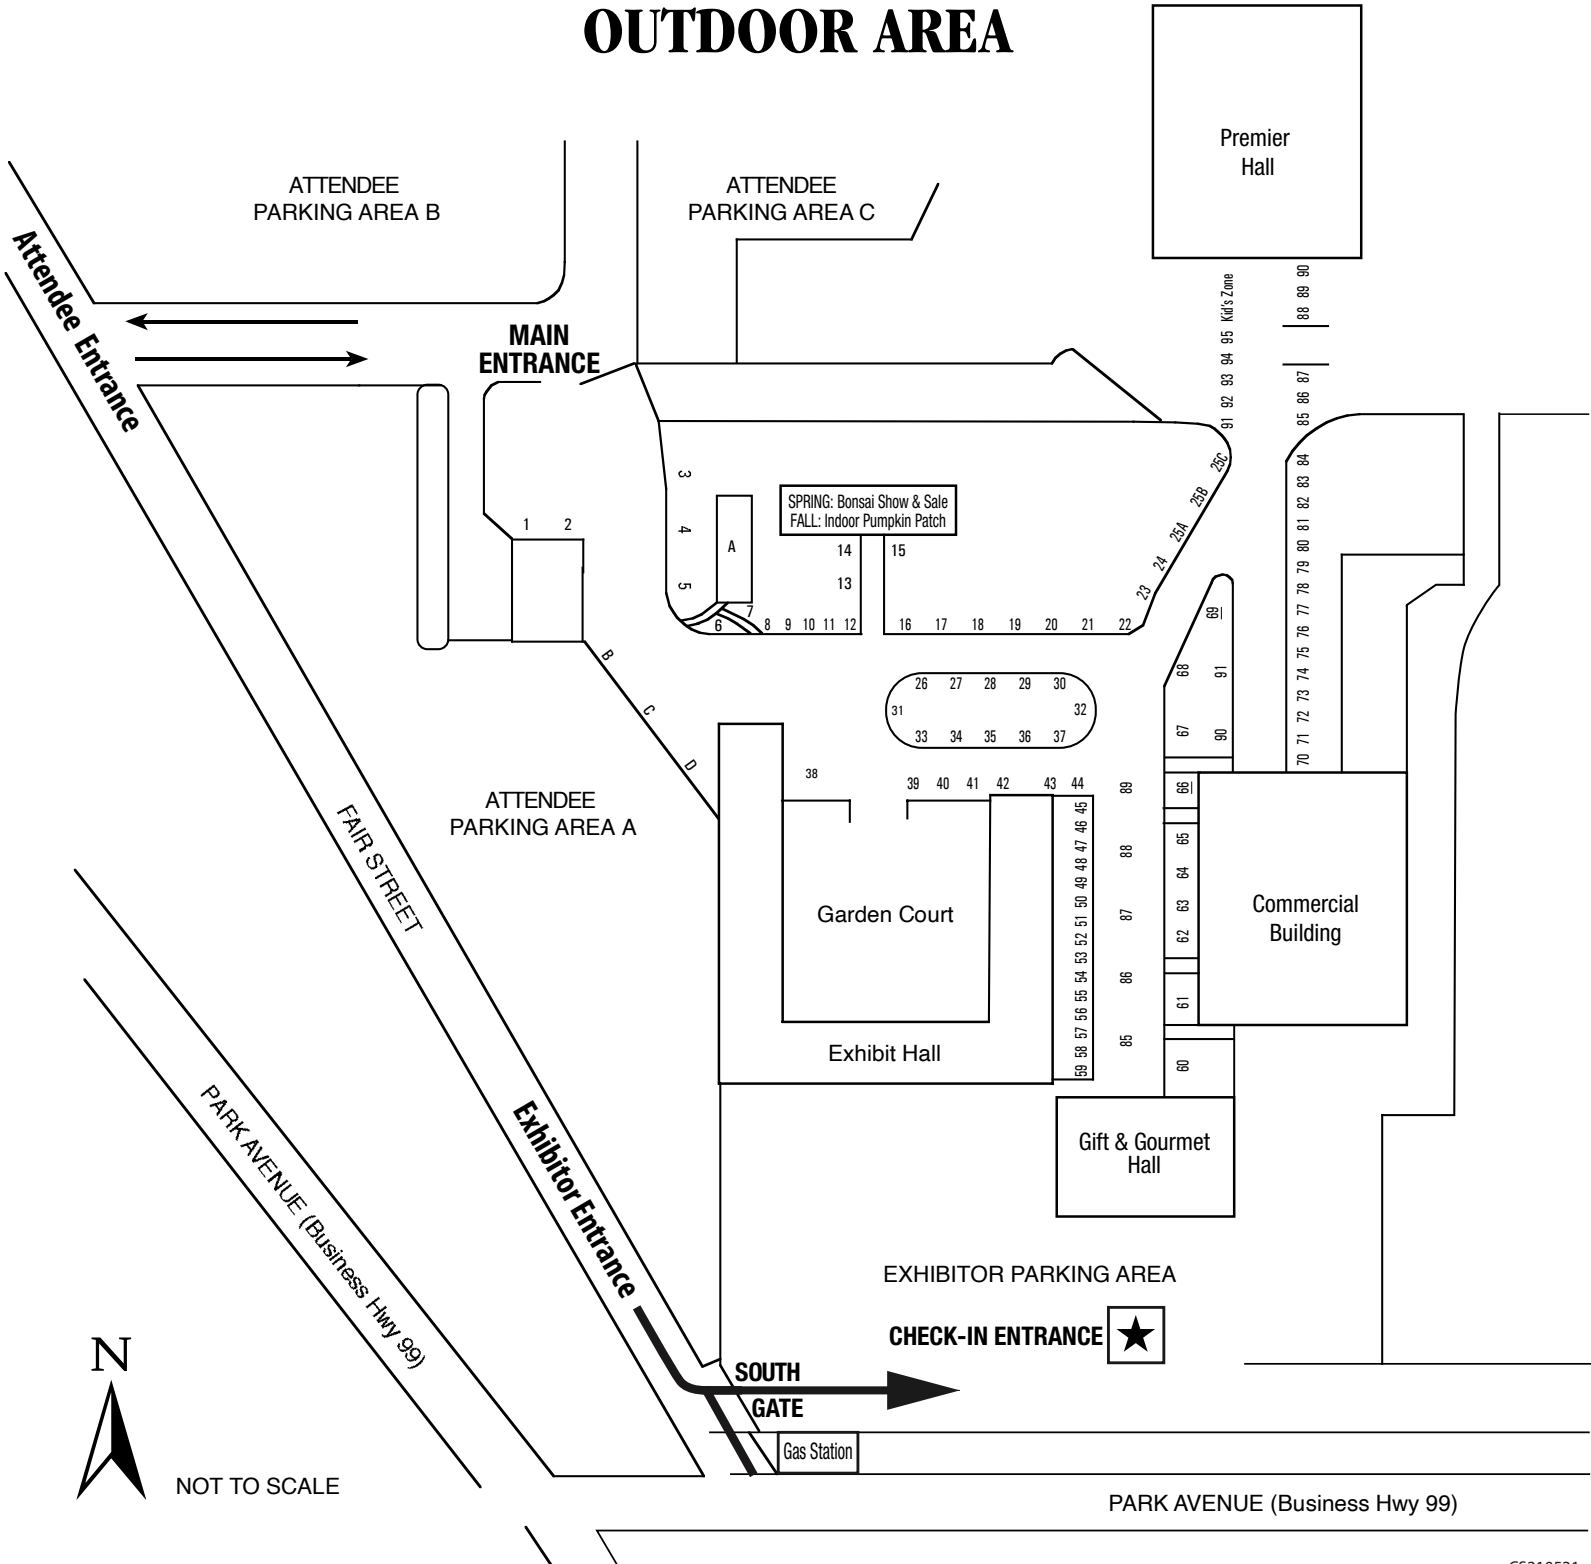 OUTDOOR AREA
Premier
Hall
ATTENDEE
PARKING AREA B
ATTENDEE
PARKING AREA C
Attendee Entrance
MAIN
ENTRANCE
91 92 93 94 95 Kid's Zone
88 89 90
85 86 87
3
4
5
A
SPRING: Bonsai Show & Sale
FALL: Indoor Pumpkin Patch
14
15
13
1
2
6
7
8 9 10 11 12
16 17 18 19 20 21 22
23 24 25A 25B 25C
70 71 72 73 74 75 76 77 78 79 80 81 82 83 84
69
68
91
67
90
B
C
D
26 27 28 29 30
31
32
33 34 35 36 37
38
39 40 41 42 43 44
45
46
47
48
49
50
51
52
53
54
55
56
57
58
59
89
88
87
86
85
66
65
64
63
62
61
60
ATTENDEE
PARKING AREA A
FAIR STREET
Garden Court
Commercial
Building
Exhibit Hall
Gift & Gourmet
Hall
PARK AVENUE (Business Hwy 99)
Exhibitor Entrance
EXHIBITOR PARKING AREA
CHECK-IN ENTRANCE
SOUTH
GATE
Gas Station
N
NOT TO SCALE
PARK AVENUE (Business Hwy 99)